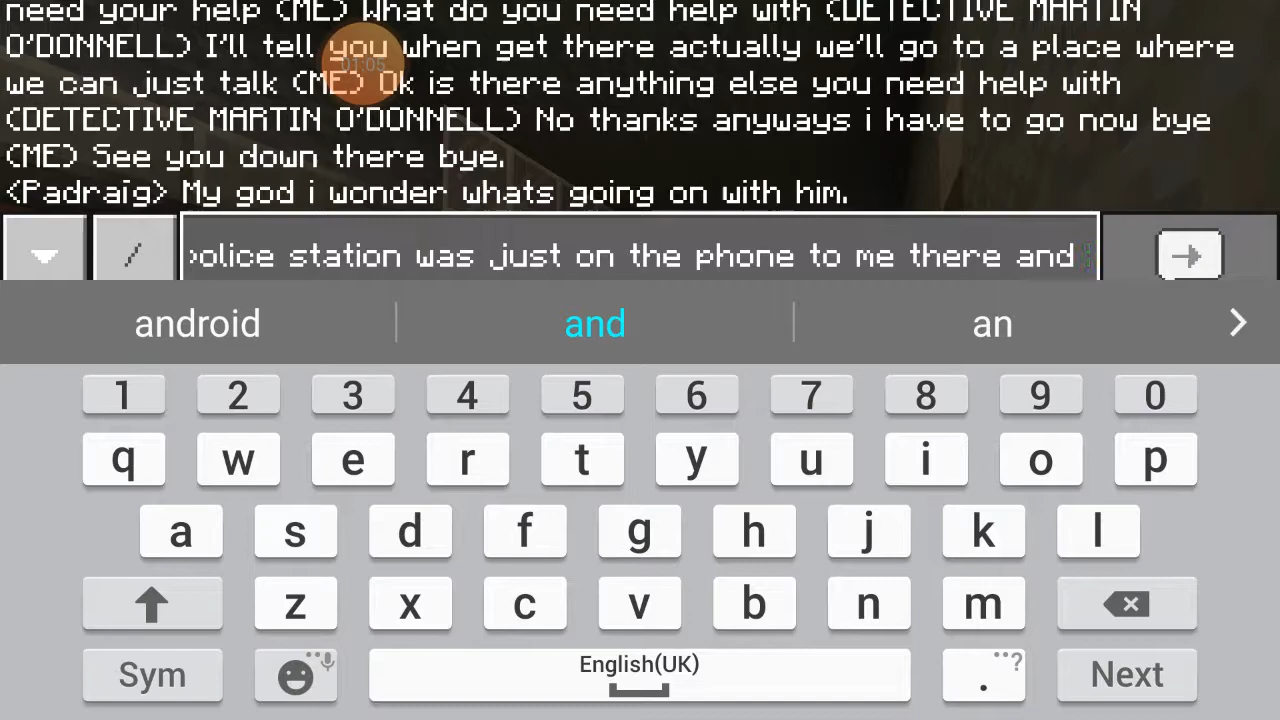 need your help (ME) What do you need help with (DETECTIVE MARTIN
O'DONNELL) I'll tell you when get there actually we'll go to a place where
we can just talk (ME) Ok is there anything else you need help with
(DETECTIVE MARTIN O'DONNELL) No thanks anyways i have to go now bye
(ME) See you down there bye.
<Padraig> My god i wonder whats going on with him.
01:05
/ olice station was just on the phone to me there and
android and an
1 2 3 4 5 6 7 8 9 0
q w e r t y u i o p
a s d f g h j k l
z x c v b n m
Sym English(UK) . ? Next